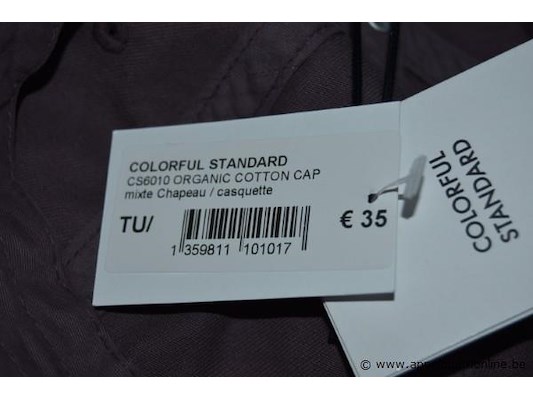 COLORFUL STANDARD
CS6010 ORGANIC COTTON CAP
mixte Chapeau / casquette
TU/
€ 35
1 359811 101017
COLORFUL
STANDARD